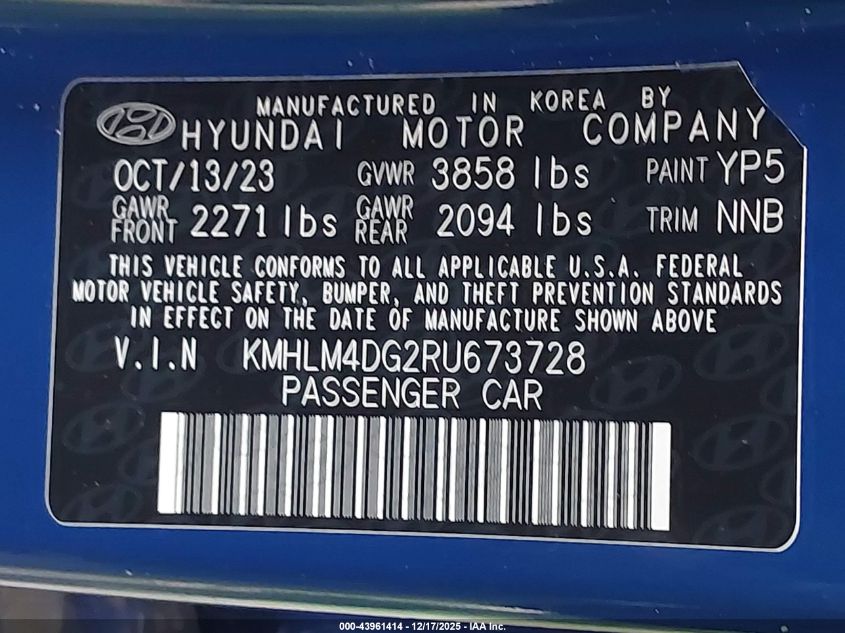 MANUFACTURED IN KOREA BY
HYUNDAI MOTOR COMPANY
OCT/13/23 GVWR 3858 lbs PAINT YP5
GAWR FRONT 2271 lbs GAWR REAR 2094 lbs TRIM NNB
THIS VEHICLE CONFORMS TO ALL APPLICABLE U.S.A. FEDERAL
MOTOR VEHICLE SAFETY, BUMPER, AND THEFT PREVENTION STANDARDS
IN EFFECT ON THE DATE OF MANUFACTURE SHOWN ABOVE
V.I.N KMHLM4DG2RU673728
PASSENGER CAR
000-43961414 - 12/17/2025 - IAA Inc.